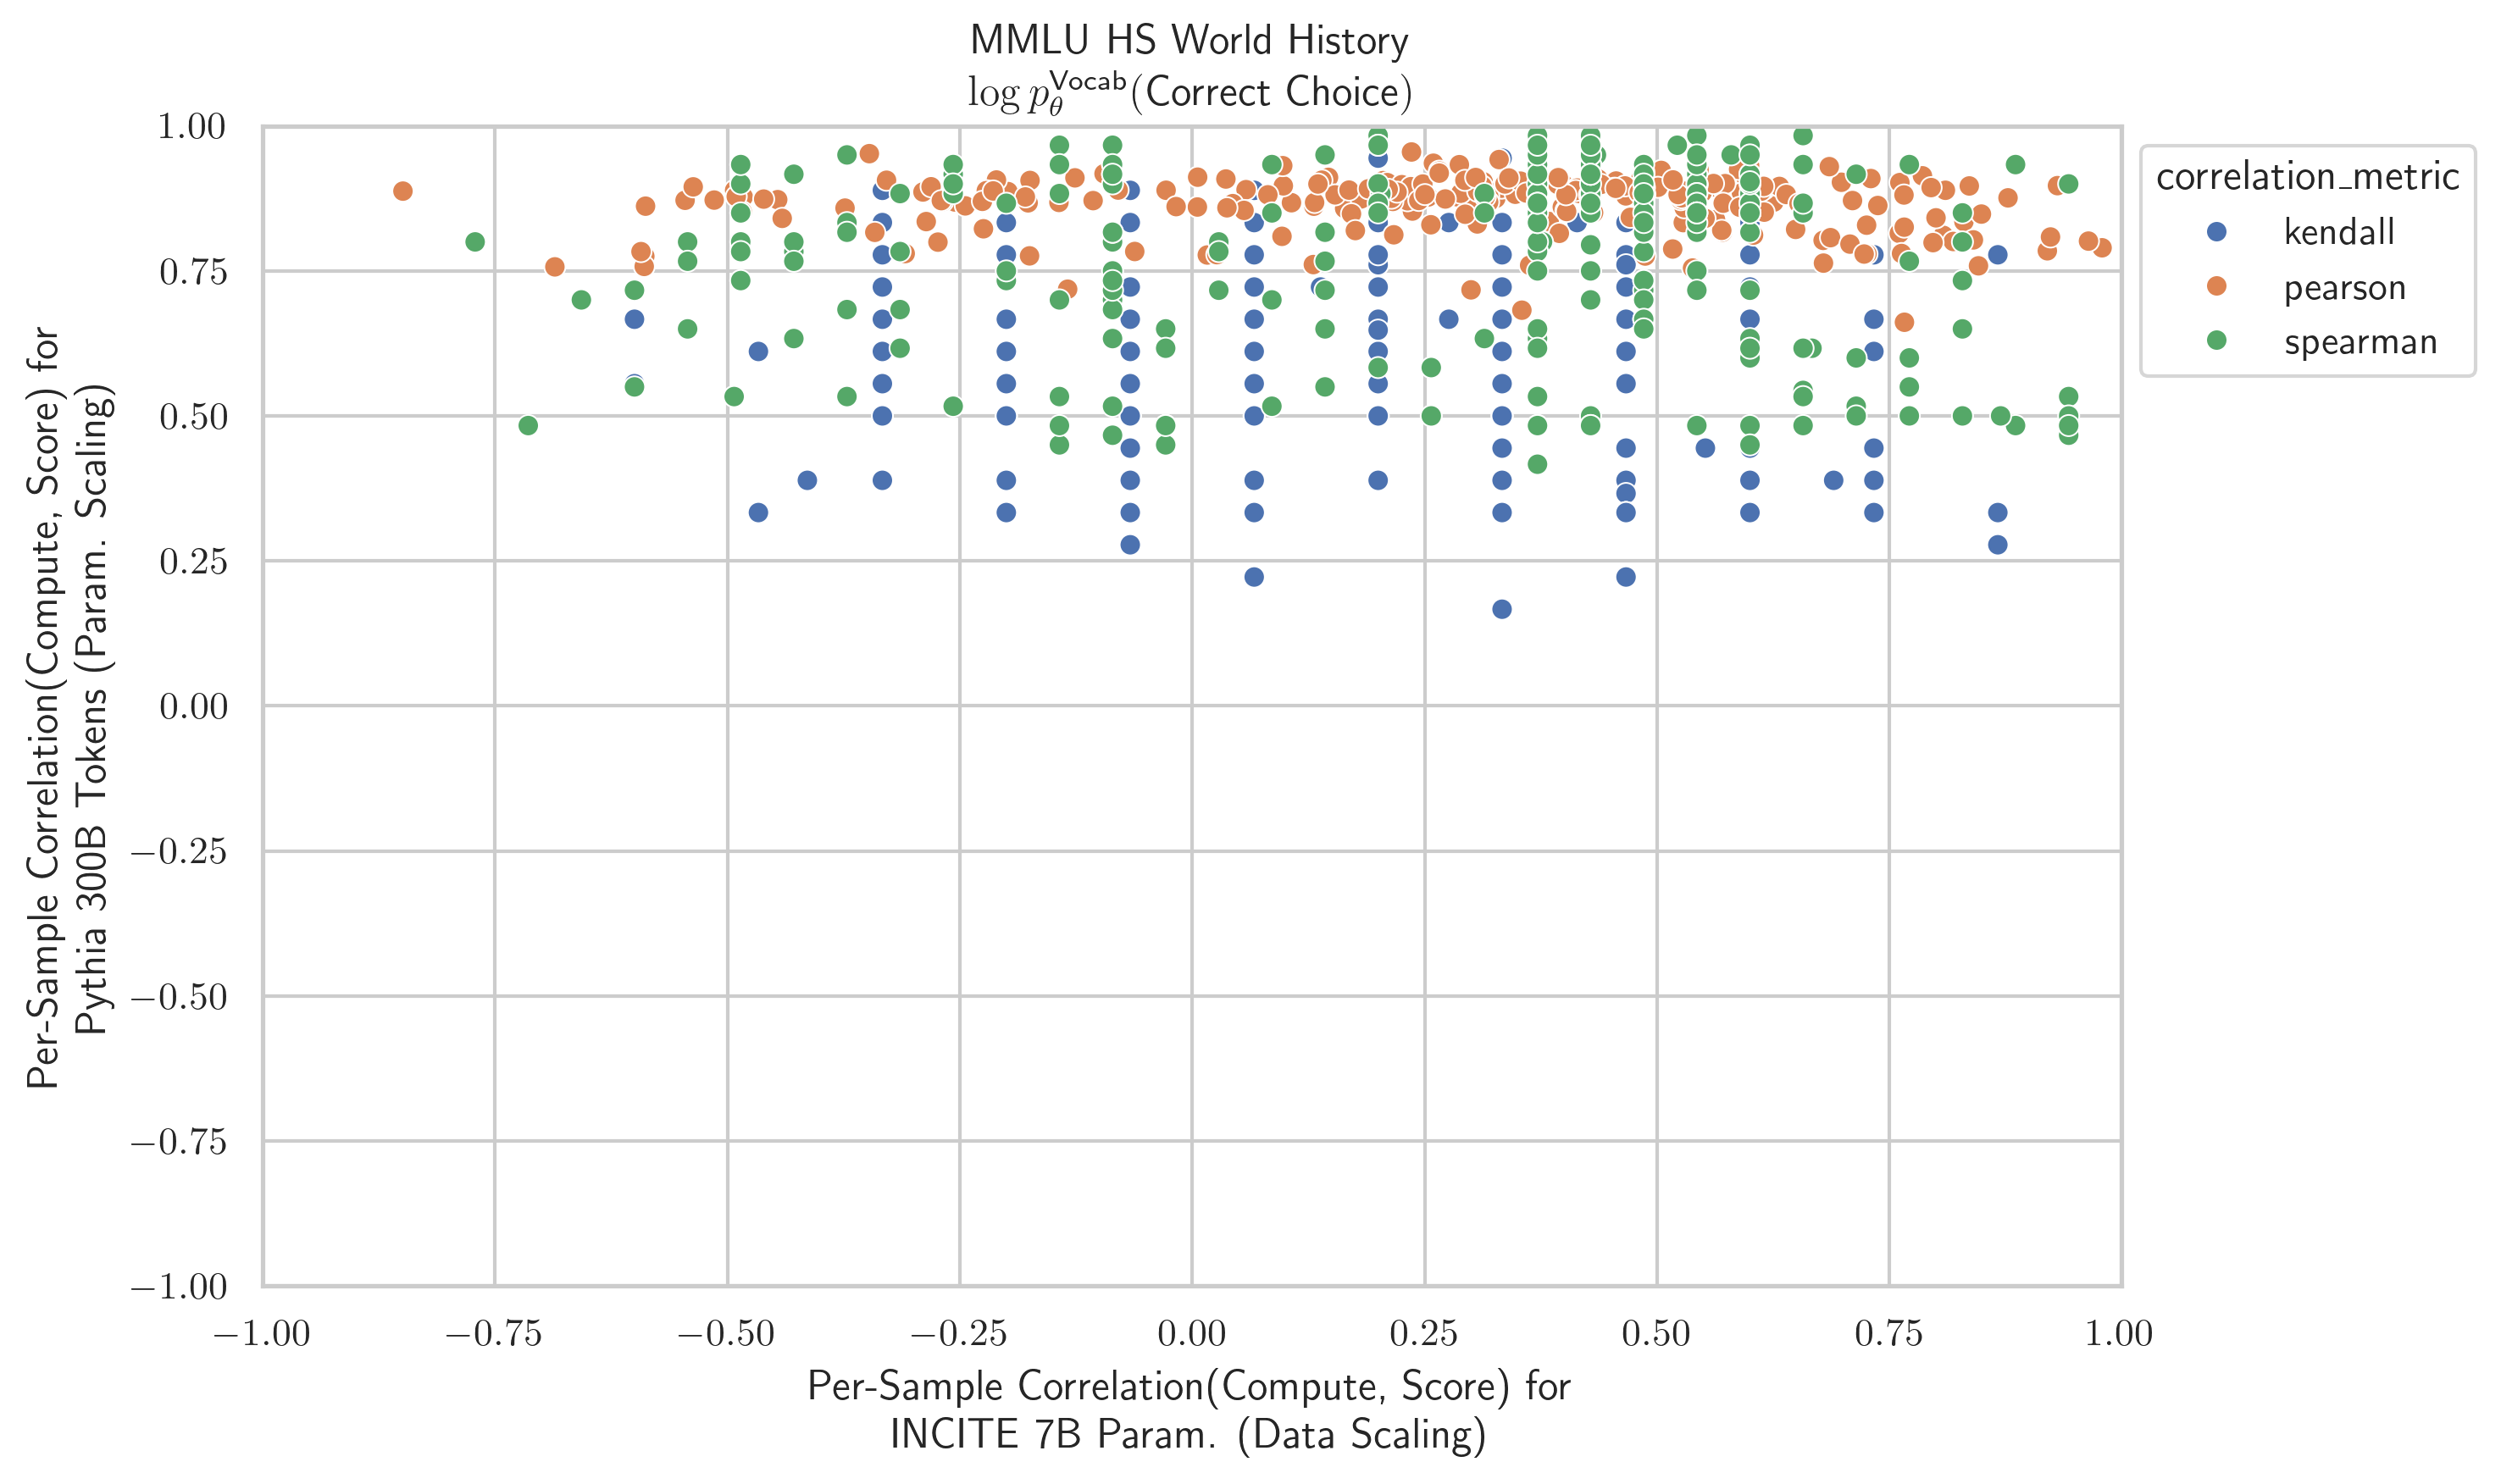 MMLU HS World History
log p_θ^Vocab(Correct Choice)
1.00
0.75
0.50
0.25
0.00
−0.25
−0.50
−0.75
−1.00
Per-Sample Correlation(Compute, Score) for
Pythia 300B Tokens (Param. Scaling)
correlation_metric
kendall
pearson
spearman
−1.00 −0.75 −0.50 −0.25 0.00 0.25 0.50 0.75 1.00
Per-Sample Correlation(Compute, Score) for
INCITE 7B Param. (Data Scaling)